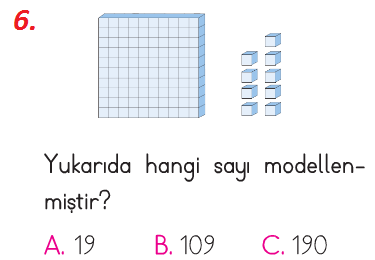 6.
Yukarıda hangi sayı modellen-
miştir?
A. 19 B. 109 C. 190